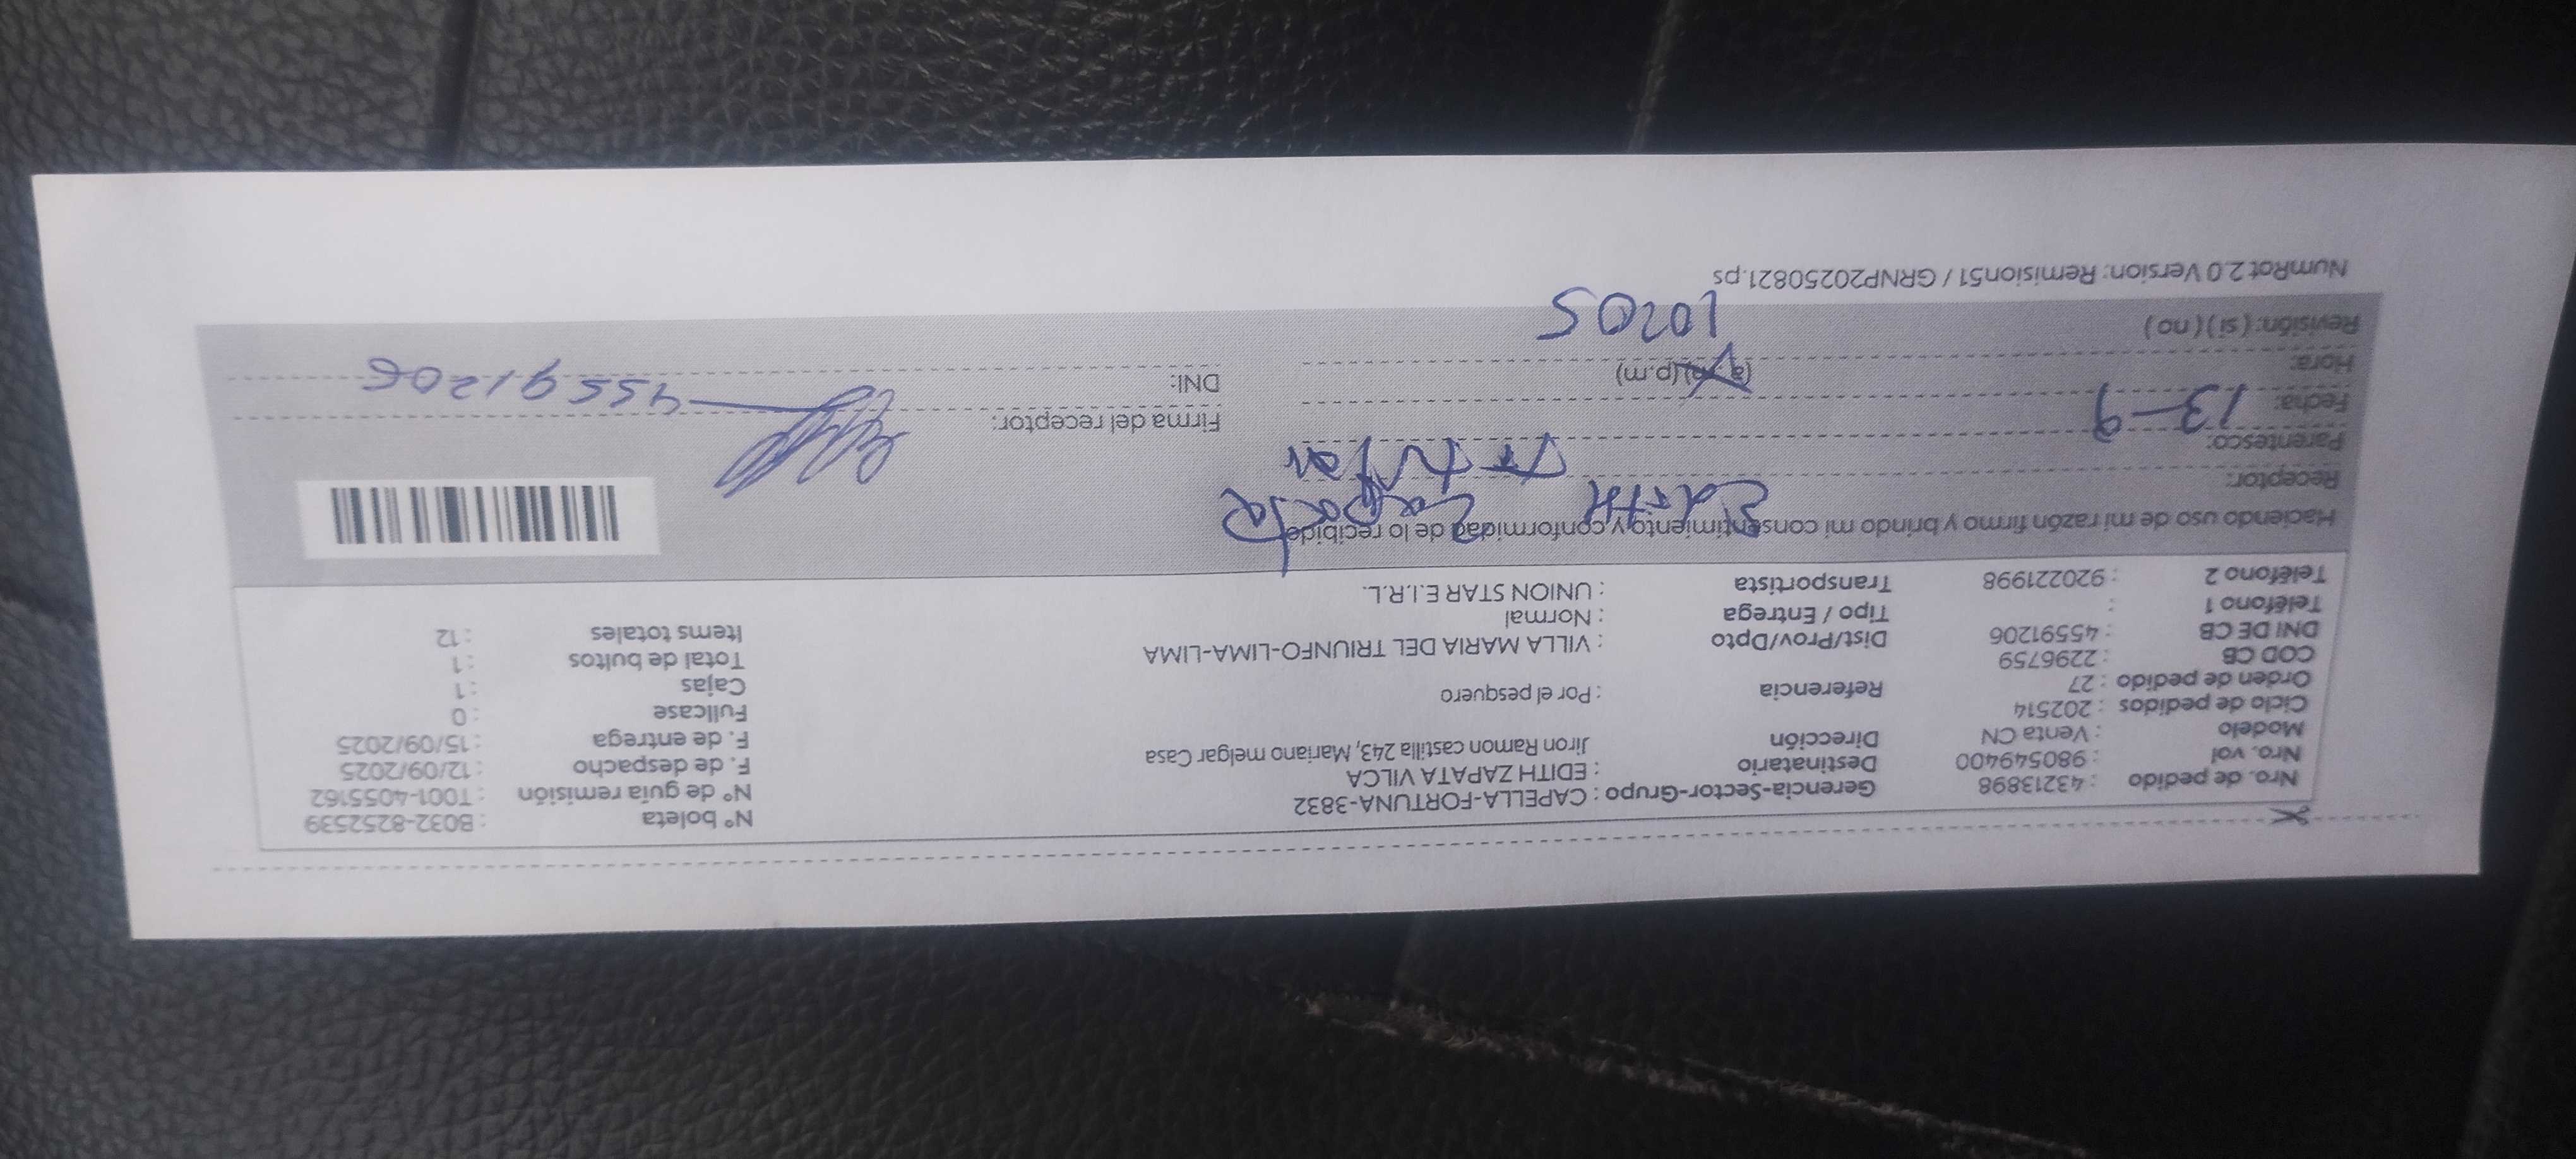 Nro. de pedido : 43213898 Gerencia-Sector-Grupo : CAPELLA-FORTUNA-3832 N° boleta : B032-8252539
Nro. vol : 980549400 Destinatario : EDITH ZAPATA VILCA N° de guía remisión : T001-4055162
Modelo : Venta CN Dirección Jiron Ramon castilla 243, Mariano melgar Casa F. de despacho : 12/09/2025
Ciclo de pedidos : 202514 F. de entrega : 15/09/2025
Orden de pedido : 27 Referencia : Por el pesquero Fullcase : 0
COD CB : 2296759 Cajas : 1
DNI DE CB : 45591206 Dist/Prov/Dpto : VILLA MARIA DEL TRIUNFO-LIMA-LIMA Total de bultos : 1
Teléfono 1 : Tipo / Entrega : Normal Items totales : 12
Teléfono 2 : 920221998 Transportista : UNION STAR E.I.R.L.
Haciendo uso de mi razón firmo y brindo mi consentimiento y conformidad de lo recibido
Receptor: Edith Zapata
Parentesco: Titular
Fecha: 13-9 Firma del receptor:
Hora: (a.m)(p.m) DNI: 45591206
Revisión: ( si ) ( no ) 10205
NumRot 2.0 Version: Remision51 / GRNP20250821.ps